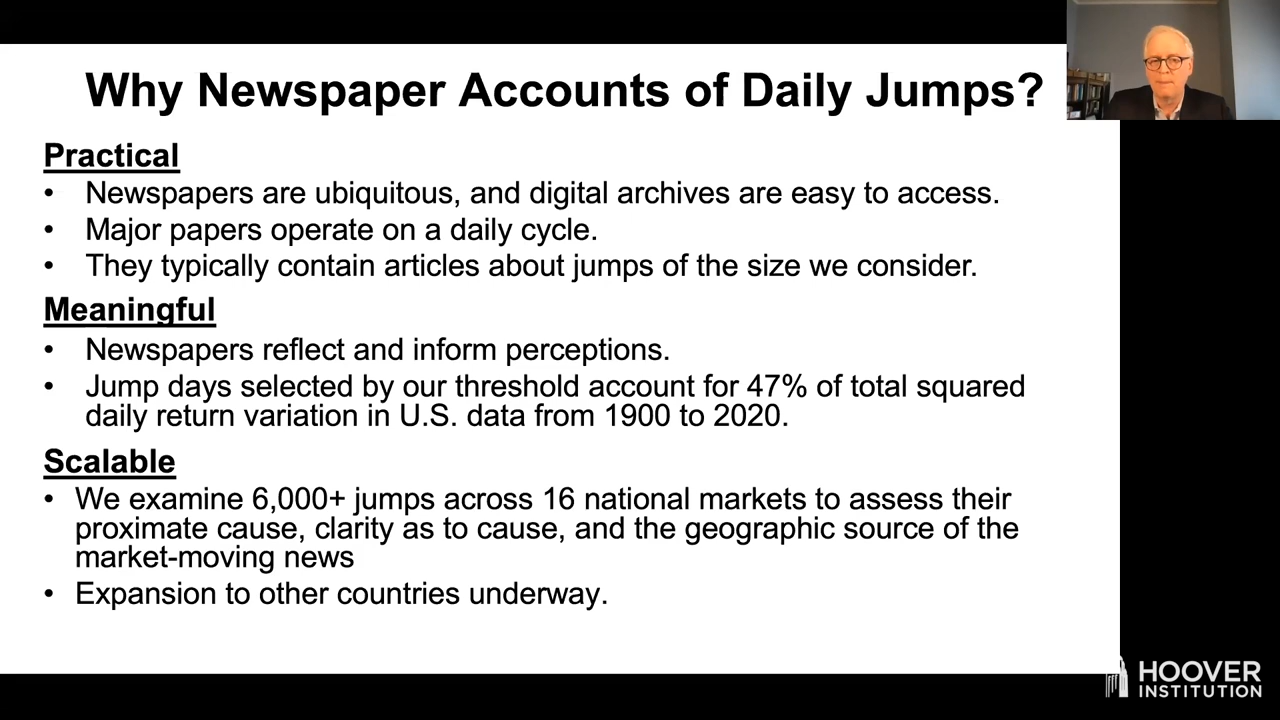 Why Newspaper Accounts of Daily Jumps?
Practical
• Newspapers are ubiquitous, and digital archives are easy to access.
• Major papers operate on a daily cycle.
• They typically contain articles about jumps of the size we consider.
Meaningful
• Newspapers reflect and inform perceptions.
• Jump days selected by our threshold account for 47% of total squared
daily return variation in U.S. data from 1900 to 2020.
Scalable
• We examine 6,000+ jumps across 16 national markets to assess their
proximate cause, clarity as to cause, and the geographic source of the
market-moving news
• Expansion to other countries underway.
HOOVER
INSTITUTION